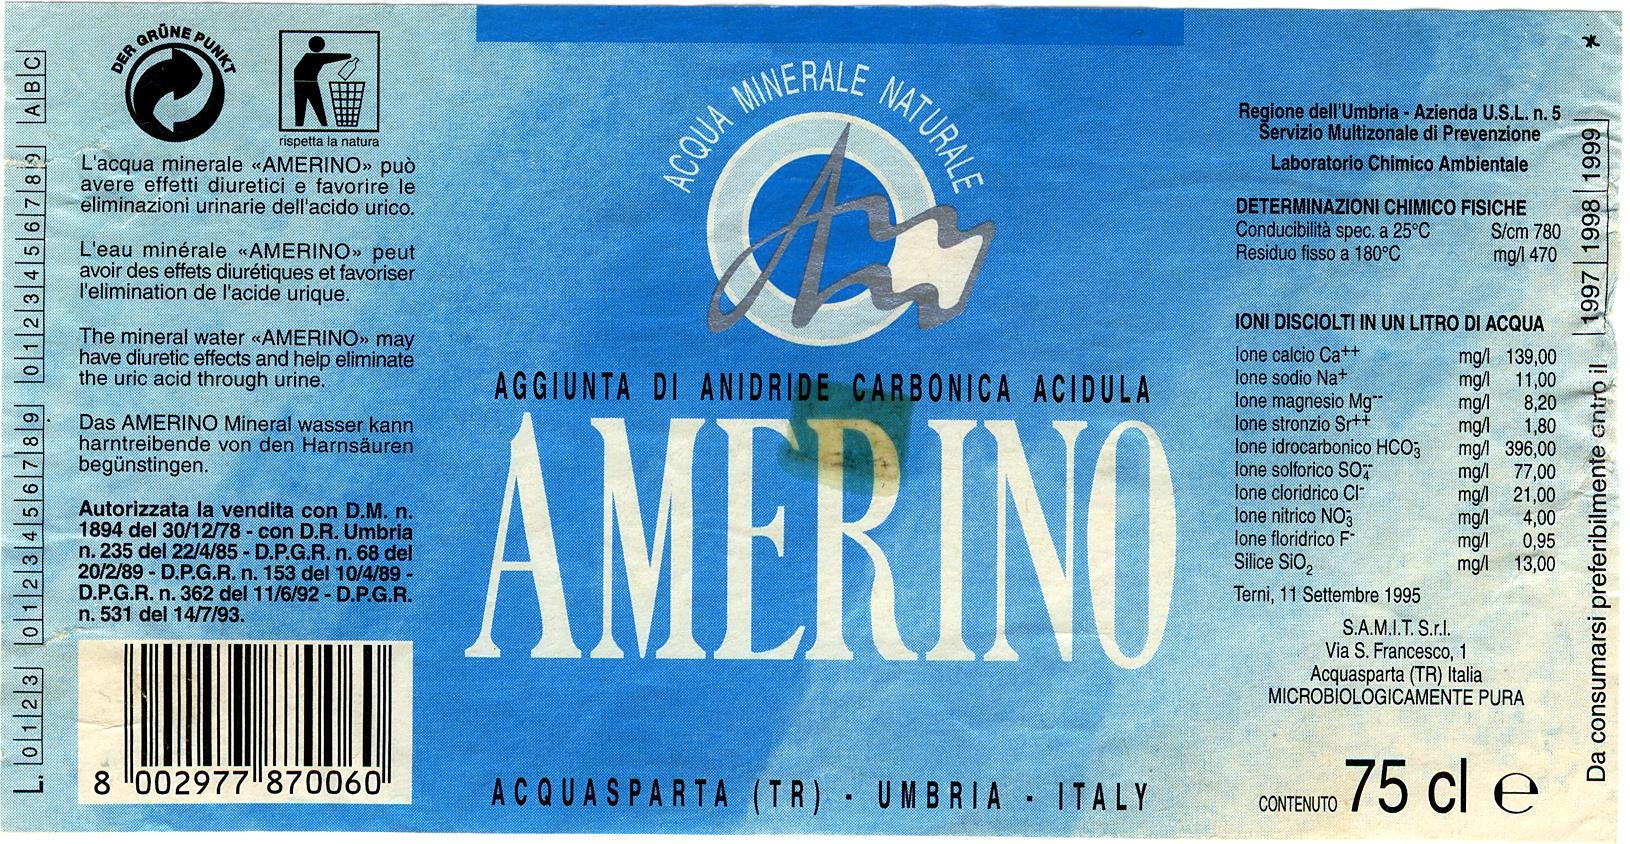 L. 0 1 2 3 0 1 2 3 4 5 6 7 8 9 0 1 2 3 4 5 6 7 8 9 A B C
DER GRÜNE PUNKT
rispetta la natura
L'acqua minerale «AMERINO» può
avere effetti diuretici e favorire le
eliminazioni urinarie dell'acido urico.
L'eau minérale «AMERINO» peut
avoir des effets diurétiques et favoriser
l'elimination de l'acide urique.
The mineral water «AMERINO» may
have diuretic effects and help eliminate
the uric acid through urine.
Das AMERINO Mineral wasser kann
harntreibende von den Harnsäuren
begünstingen.
Autorizzata la vendita con D.M. n.
1894 del 30/12/78 - con D.R. Umbria
n. 235 del 22/4/85 - D.P.G.R. n. 68 del
20/2/89 - D.P.G.R. n. 153 del 10/4/89 -
D.P.G.R. n. 362 del 11/6/92 - D.P.G.R.
n. 531 del 14/7/93.
8 002977 870060
ACQUA MINERALE NATURALE
AGGIUNTA DI ANIDRIDE CARBONICA ACIDULA
AMERINO
ACQUASPARTA (TR) - UMBRIA - ITALY
Regione dell'Umbria - Azienda U.S.L. n. 5
Servizio Multizonale di Prevenzione
Laboratorio Chimico Ambientale
DETERMINAZIONI CHIMICO FISICHE
Conducibilità spec. a 25°C S/cm 780
Residuo fisso a 180°C mg/l 470
IONI DISCIOLTI IN UN LITRO DI ACQUA
Ione calcio Ca++ mg/l 139,00
Ione sodio Na+ mg/l 11,00
Ione magnesio Mg-- mg/l 8,20
Ione stronzio Sr++ mg/l 1,80
Ione idrocarbonico HCO3- mg/l 396,00
Ione solforico SO4-- mg/l 77,00
Ione cloridrico Cl- mg/l 21,00
Ione nitrico NO3- mg/l 4,00
Ione floridrico F- mg/l 0,95
Silice SiO2 mg/l 13,00
Terni, 11 Settembre 1995
S.A.M.I.T. S.r.l.
Via S. Francesco, 1
Acquasparta (TR) Italia
MICROBIOLOGICAMENTE PURA
CONTENUTO 75 cl e
Da consumarsi preferibilmente entro il 1997 1998 1999 *